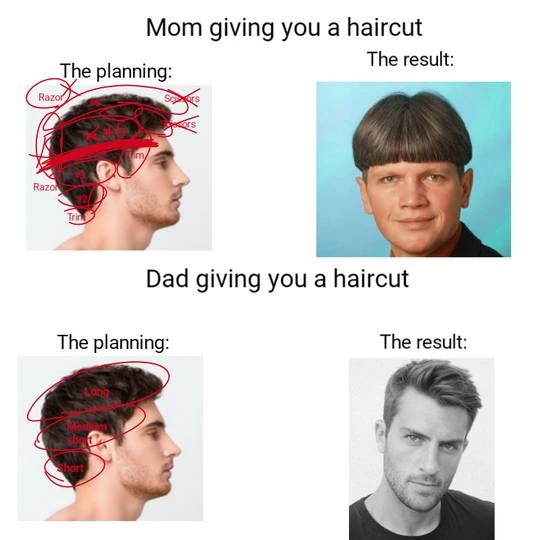 Mom giving you a haircut
The planning:
The result:
Razor
Scissors
Scissors
Trim
Razor
Trim
Dad giving you a haircut
The planning:
The result:
Long
Medium
short
Short